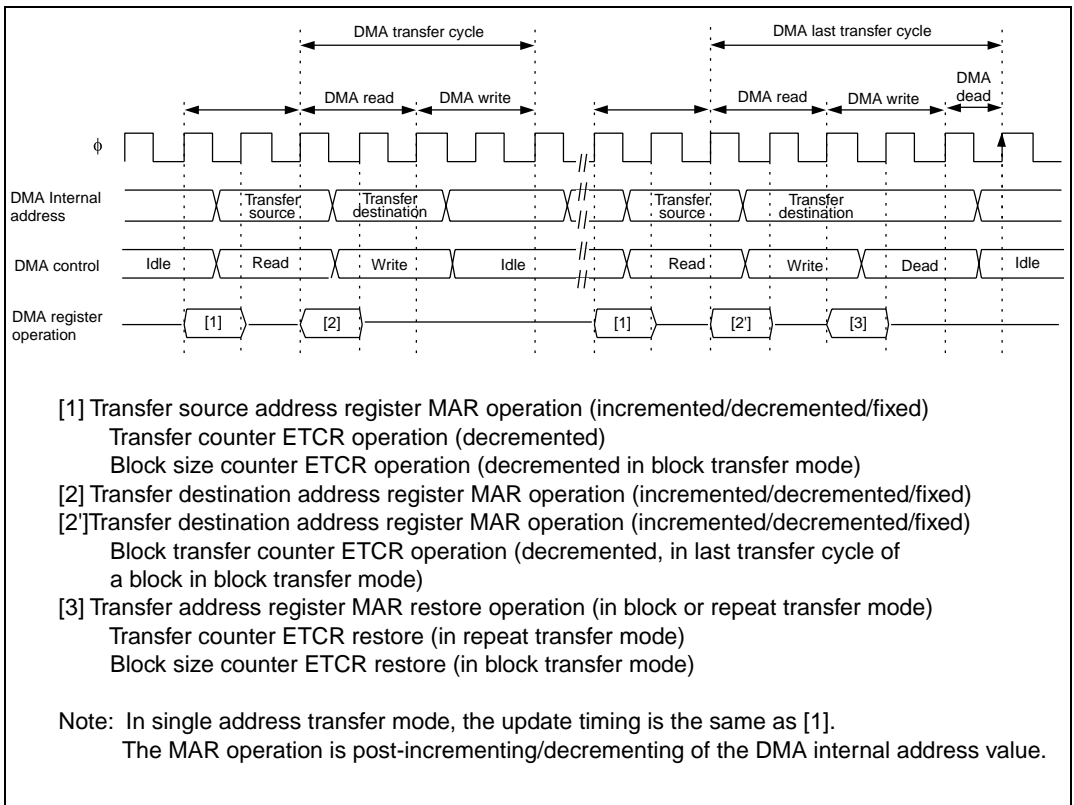 DMA transfer cycle
DMA last transfer cycle
DMA read
DMA write
DMA read
DMA write
DMA
dead
ϕ
DMA Internal
address
Transfer
source
Transfer
destination
Transfer
source
Transfer
destination
DMA control
Idle
Read
Write
Idle
Read
Write
Dead
Idle
DMA register
operation
[1]
[2]
[1]
[2']
[3]
[1] Transfer source address register MAR operation (incremented/decremented/fixed)
Transfer counter ETCR operation (decremented)
Block size counter ETCR operation (decremented in block transfer mode)
[2] Transfer destination address register MAR operation (incremented/decremented/fixed)
[2']Transfer destination address register MAR operation (incremented/decremented/fixed)
Block transfer counter ETCR operation (decremented, in last transfer cycle of
a block in block transfer mode)
[3] Transfer address register MAR restore operation (in block or repeat transfer mode)
Transfer counter ETCR restore (in repeat transfer mode)
Block size counter ETCR restore (in block transfer mode)
Note: In single address transfer mode, the update timing is the same as [1].
The MAR operation is post-incrementing/decrementing of the DMA internal address value.